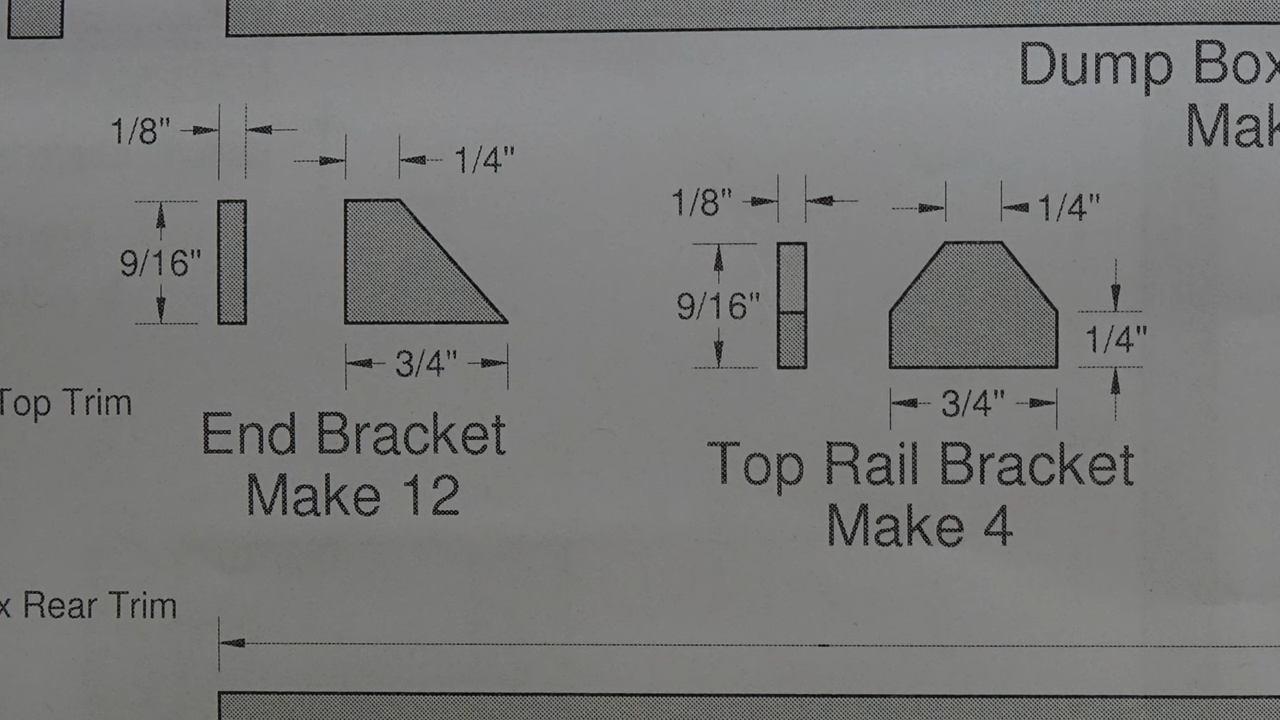 Dump Box
Mak
1/8"
1/4"
9/16"
3/4"
End Bracket
Make 12
1/8"
1/4"
9/16"
1/4"
3/4"
Top Rail Bracket
Make 4
Top Trim
x Rear Trim